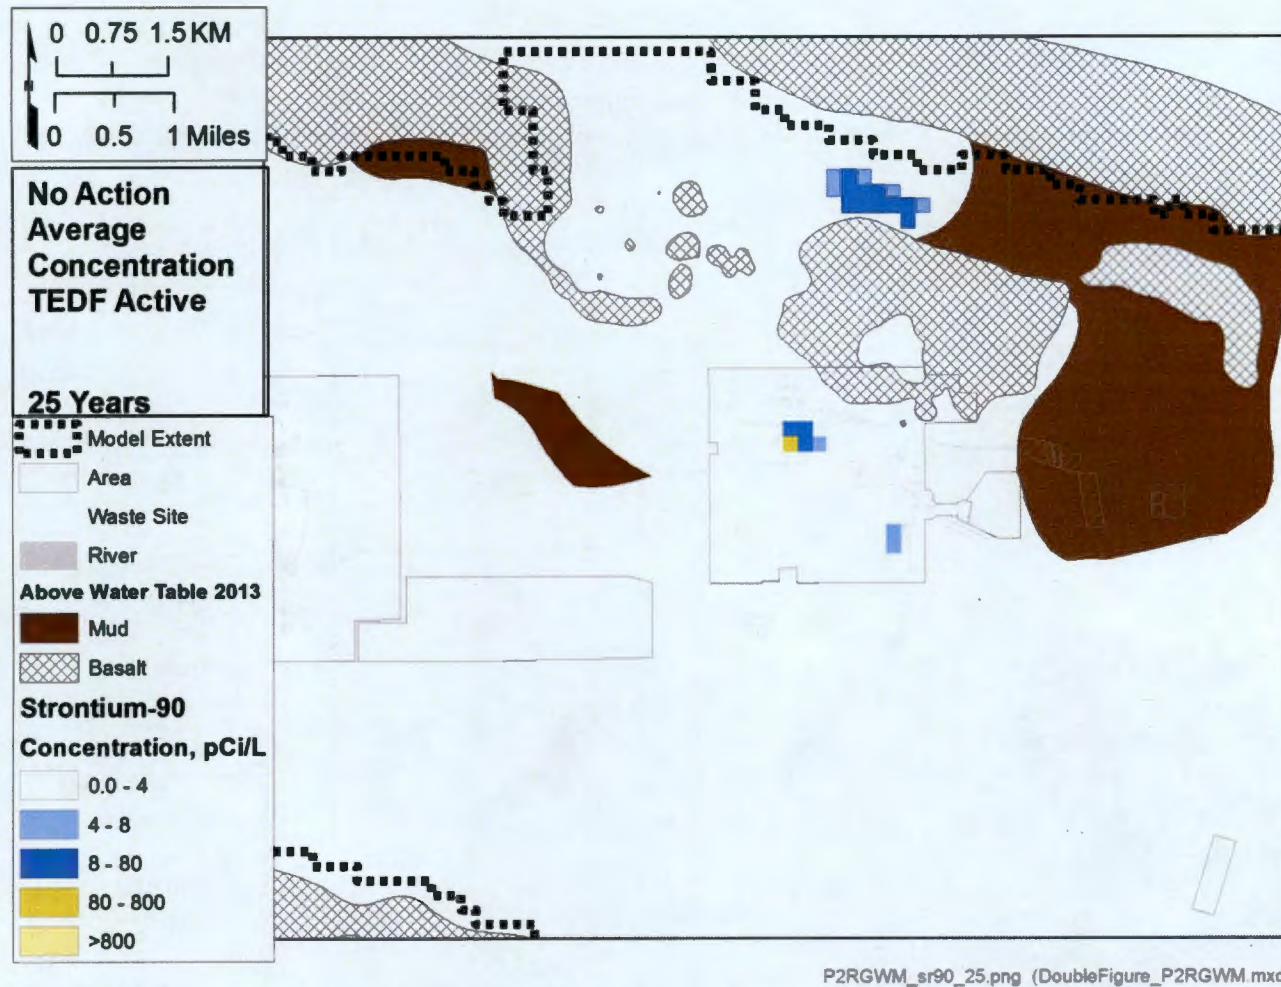 0 0.75 1.5 KM
0 0.5 1 Miles
No Action
Average
Concentration
TEDF Active
25 Years
Model Extent
Area
Waste Site
River
Above Water Table 2013
Mud
Basalt
Strontium-90
Concentration, pCi/L
0.0 - 4
4 - 8
8 - 80
80 - 800
>800
P2RGWM_sr90_25.png (DoubleFigure_P2RGWM.mxd